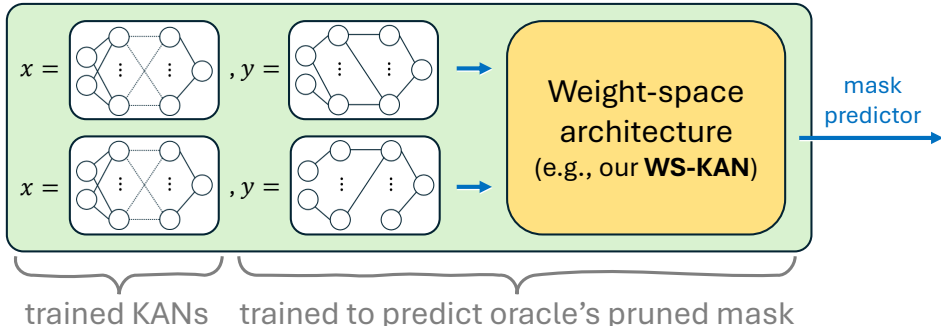 x = , y =
x = , y =
Weight-space
architecture
(e.g., our WS-KAN)
mask
predictor
trained KANs
trained to predict oracle's pruned mask